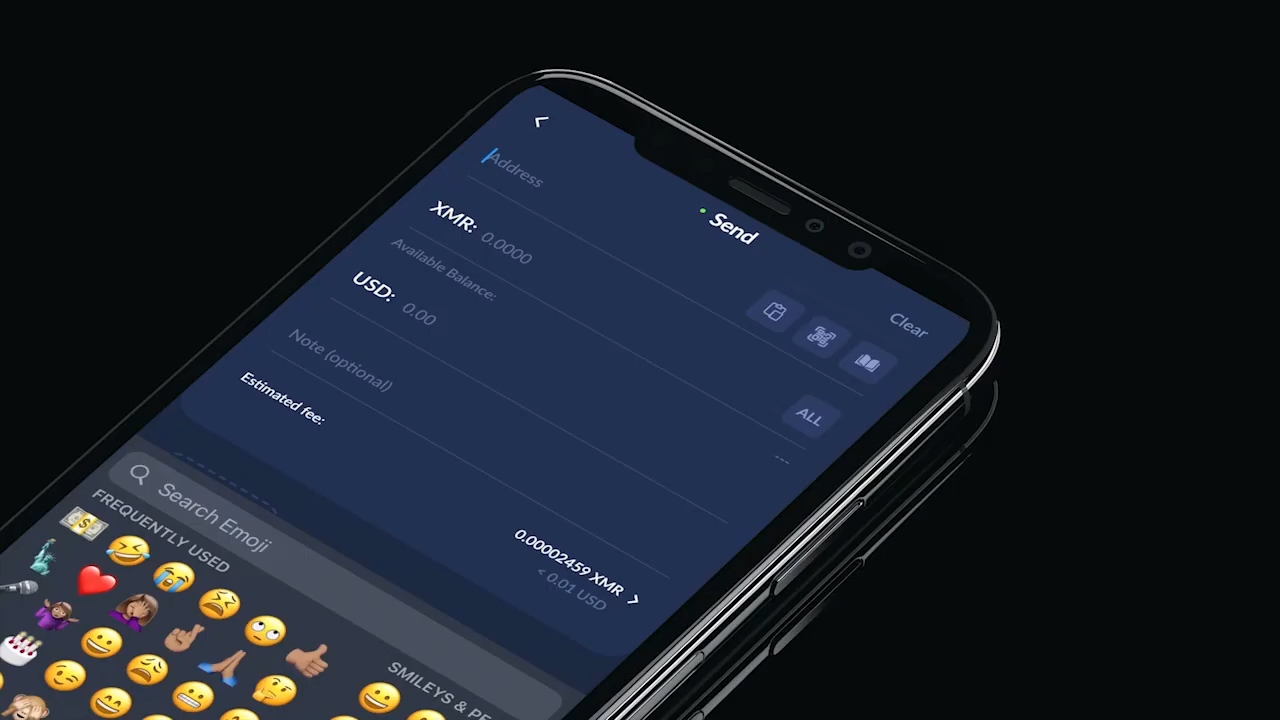 Send
Clear
Address
XMR: 0.0000
ALL
Available Balance:
---
USD: 0.00
Note (optional)
Estimated fee:
0.00002459 XMR
< 0.01 USD
Search Emoji
FREQUENTLY USED
SMILEYS & PE